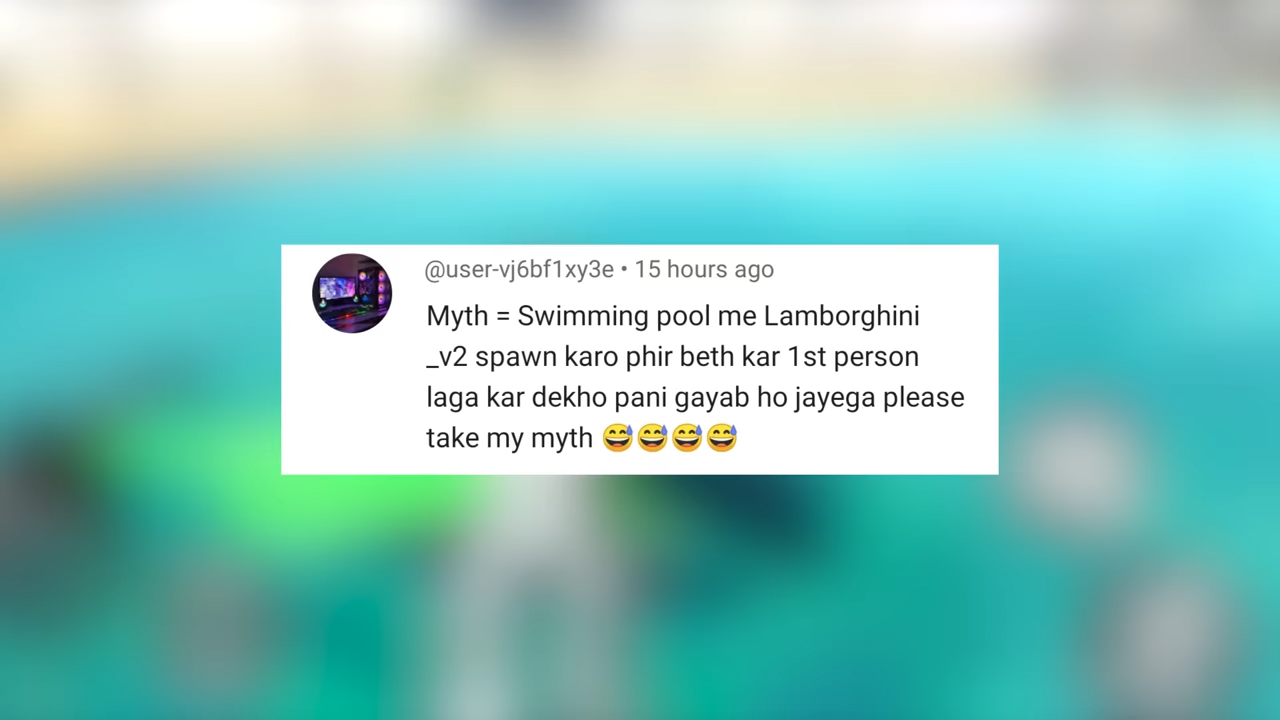 @user-vj6bf1xy3e • 15 hours ago
Myth = Swimming pool me Lamborghini
_v2 spawn karo phir beth kar 1st person
laga kar dekho pani gayab ho jayega please
take my myth 😅😅😅😅